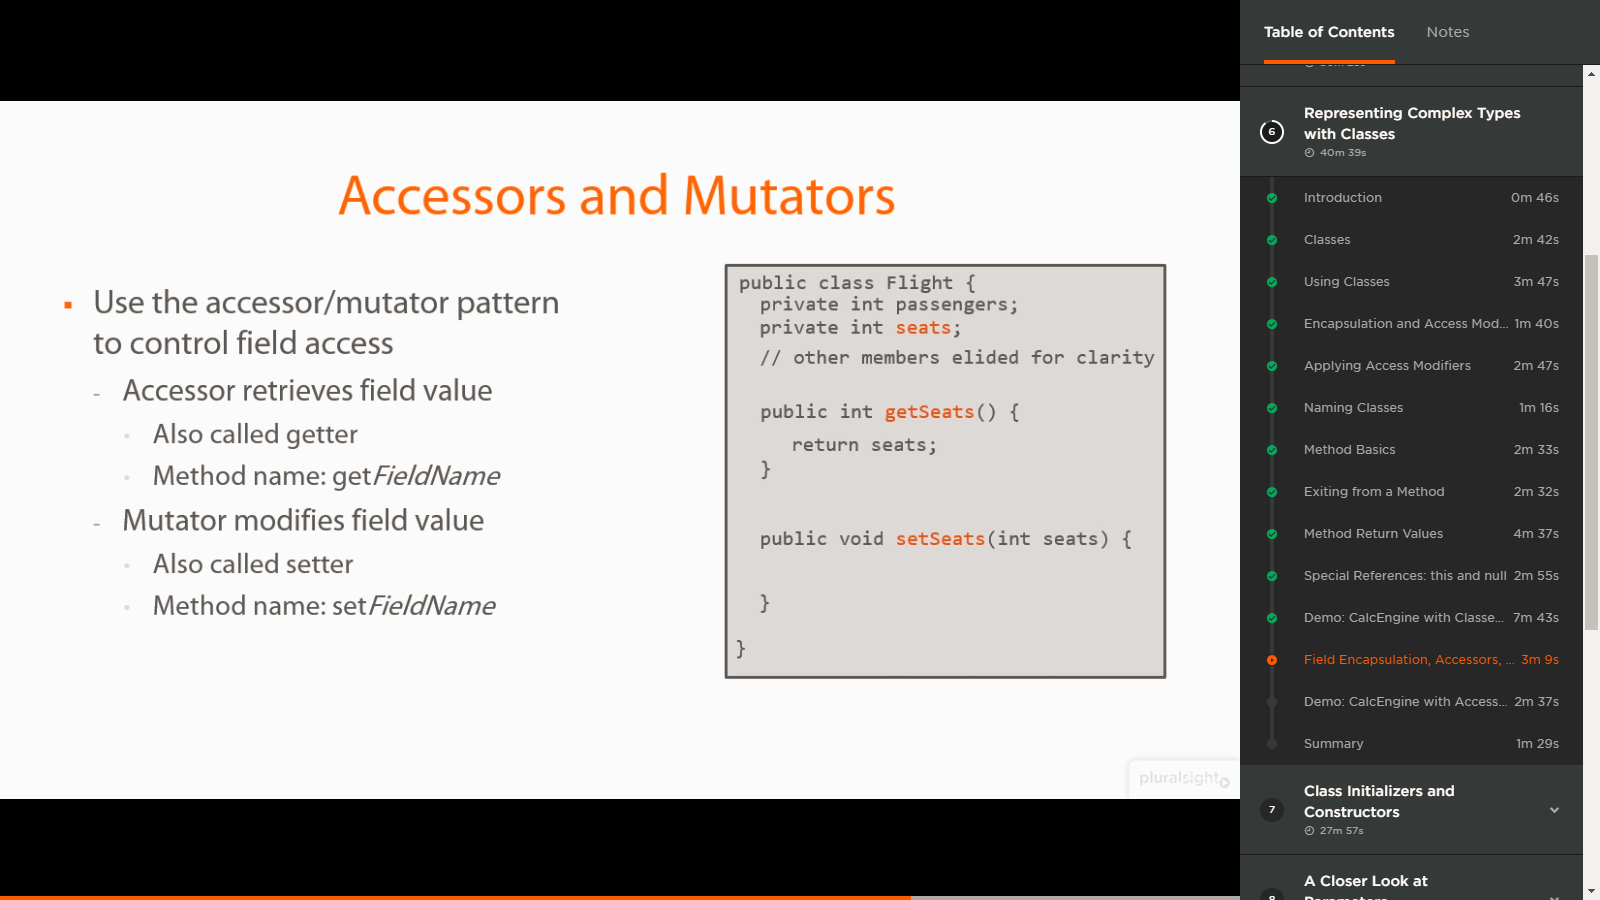 Accessors and Mutators
Use the accessor/mutator pattern
to control field access
- Accessor retrieves field value
Also called getter
Method name: getFieldName
- Mutator modifies field value
Also called setter
Method name: setFieldName
public class Flight {
private int passengers;
private int seats;
// other members elided for clarity
public int getSeats() {
return seats;
}
public void setSeats(int seats) {
}
}
pluralsight
Table of Contents
Notes
6
Representing Complex Types
with Classes
40m 39s
Introduction 0m 46s
Classes 2m 42s
Using Classes 3m 47s
Encapsulation and Access Mod... 1m 40s
Applying Access Modifiers 2m 47s
Naming Classes 1m 16s
Method Basics 2m 33s
Exiting from a Method 2m 32s
Method Return Values 4m 37s
Special References: this and null 2m 55s
Demo: CalcEngine with Classe... 7m 43s
Field Encapsulation, Accessors, ... 3m 9s
Demo: CalcEngine with Access... 2m 37s
Summary 1m 29s
7
Class Initializers and
Constructors
27m 57s
8
A Closer Look at
Parameters